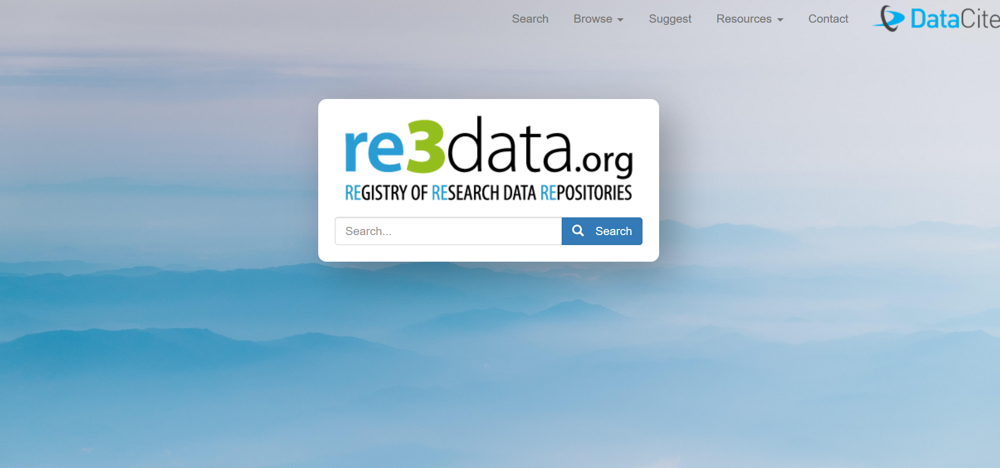 Search Browse Suggest Resources Contact DataCite
re3data.org
REGISTRY OF RESEARCH DATA REPOSITORIES
Search... Search